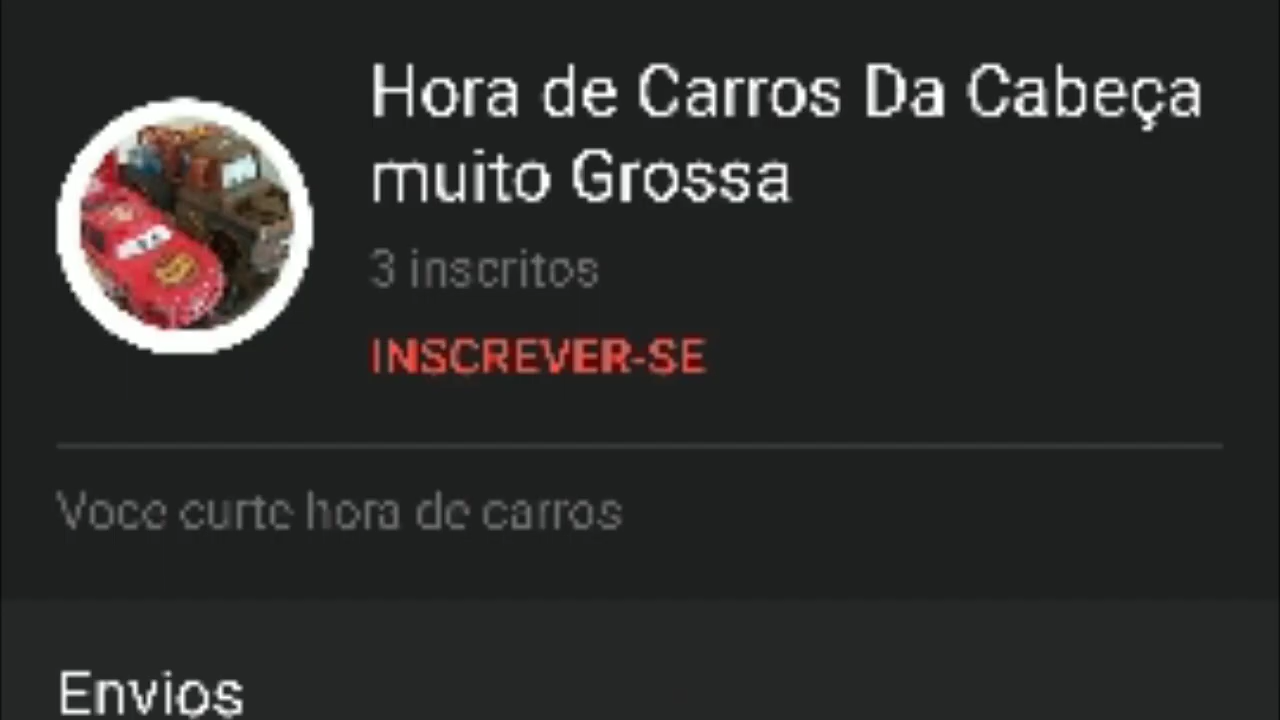 Hora de Carros Da Cabeça
muito Grossa
3 inscritos
INSCREVER-SE
Voce curte hora de carros
Envios